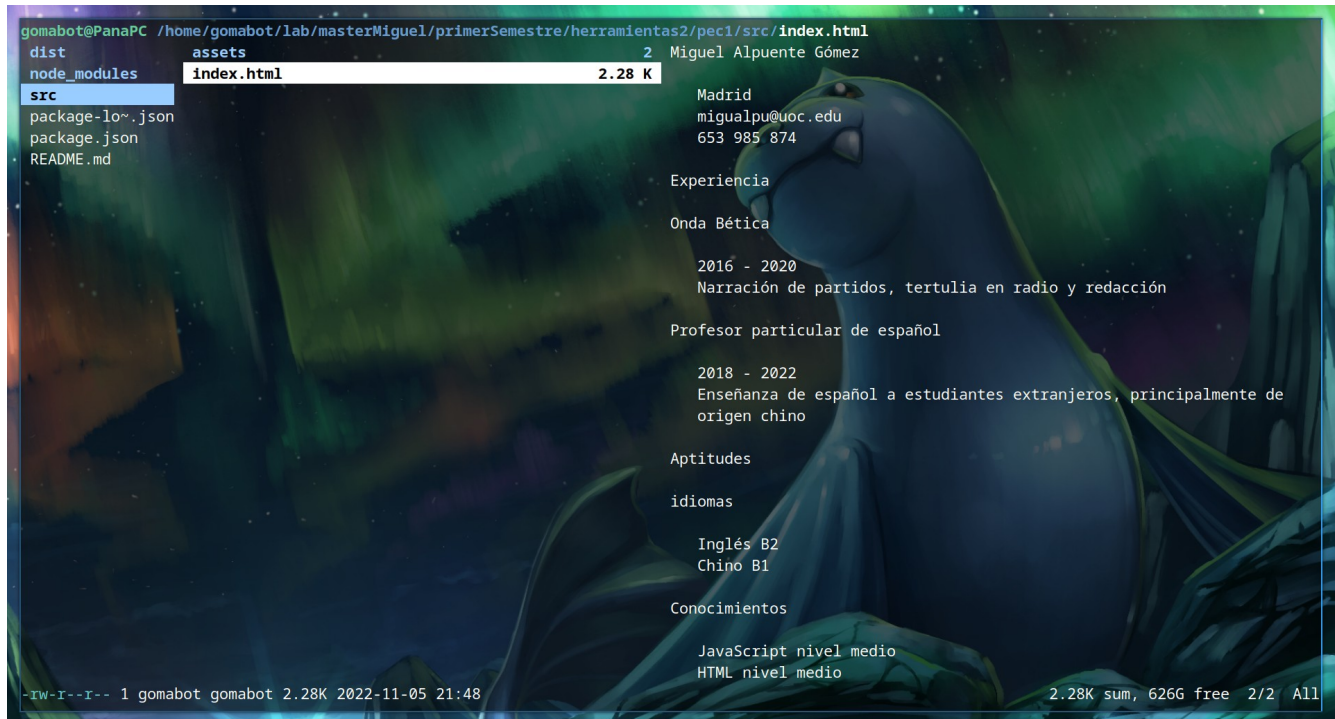 gomabot@PanaPC /home/gomabot/lab/masterMiguel/primerSemestre/herramientas2/pec1/src/index.html
dist
node_modules
src
package-lo~.json
package.json
README.md
assets 2
index.html 2.28 K
Miguel Alpuente Gómez
Madrid
migualpu@uoc.edu
653 985 874
Experiencia
Onda Bética
2016 - 2020
Narración de partidos, tertulia en radio y redacción
Profesor particular de español
2018 - 2022
Enseñanza de español a estudiantes extranjeros, principalmente de
origen chino
Aptitudes
idiomas
Inglés B2
Chino B1
Conocimientos
JavaScript nivel medio
HTML nivel medio
-rw-r--r-- 1 gomabot gomabot 2.28K 2022-11-05 21:48
2.28K sum, 626G free 2/2 All